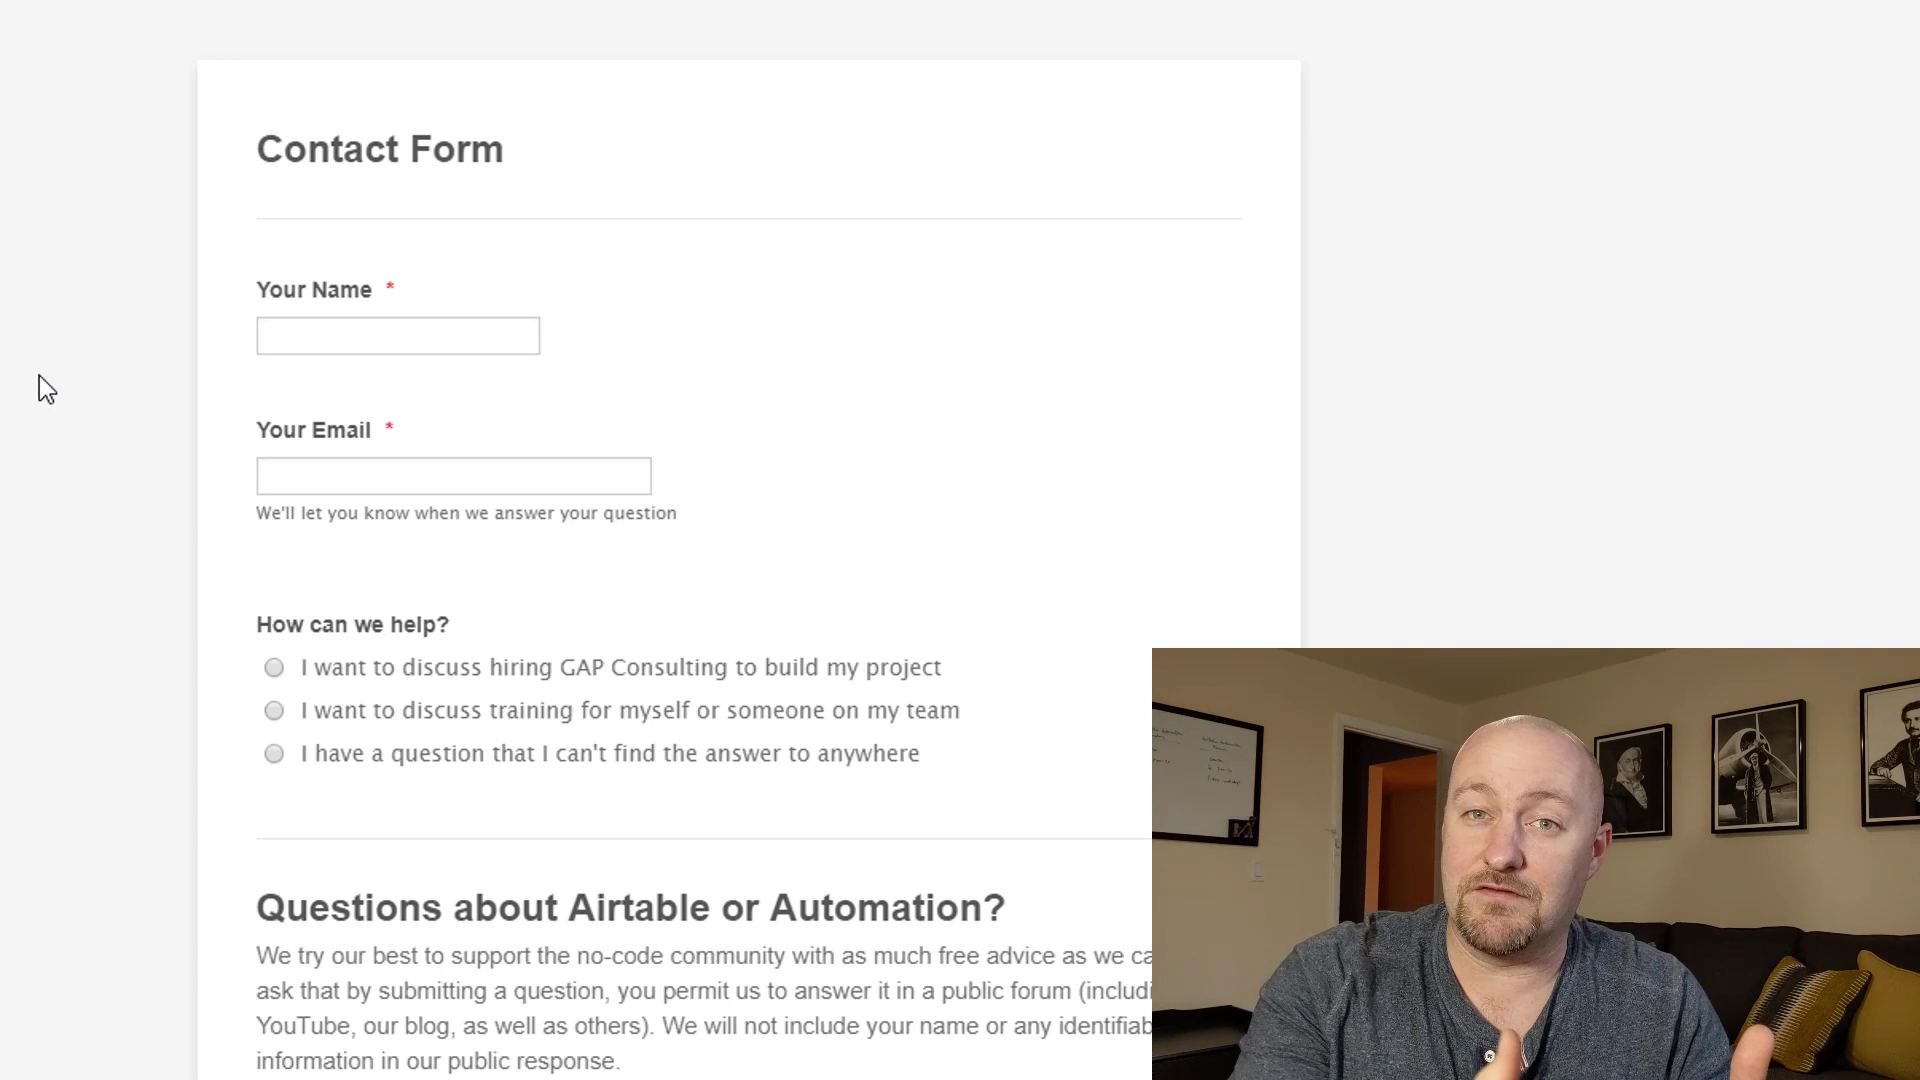 Contact Form
Your Name *
Your Email *
We'll let you know when we answer your question
How can we help?
I want to discuss hiring GAP Consulting to build my project
I want to discuss training for myself or someone on my team
I have a question that I can't find the answer to anywhere
Questions about Airtable or Automation?
We try our best to support the no-code community with as much free advice as we
ask that by submitting a question, you permit us to answer it in a public forum
YouTube, our blog, as well as others). We will not include your name or any
information in our public response.